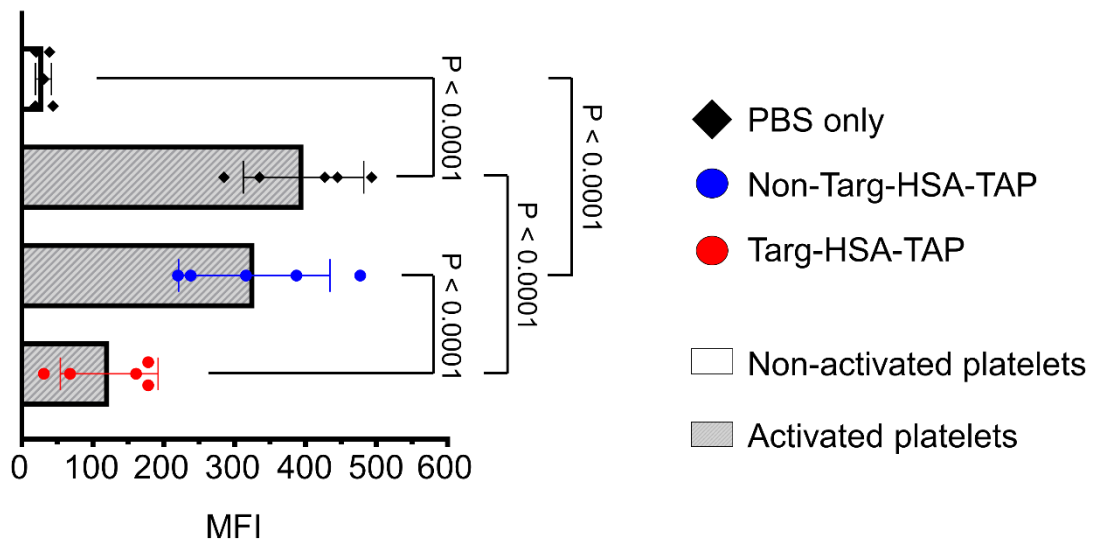 P < 0.0001
P < 0.0001
P < 0.0001
P < 0.0001
0 100 200 300 400 500 600
MFI
PBS only
Non-Targ-HSA-TAP
Targ-HSA-TAP
Non-activated platelets
Activated platelets